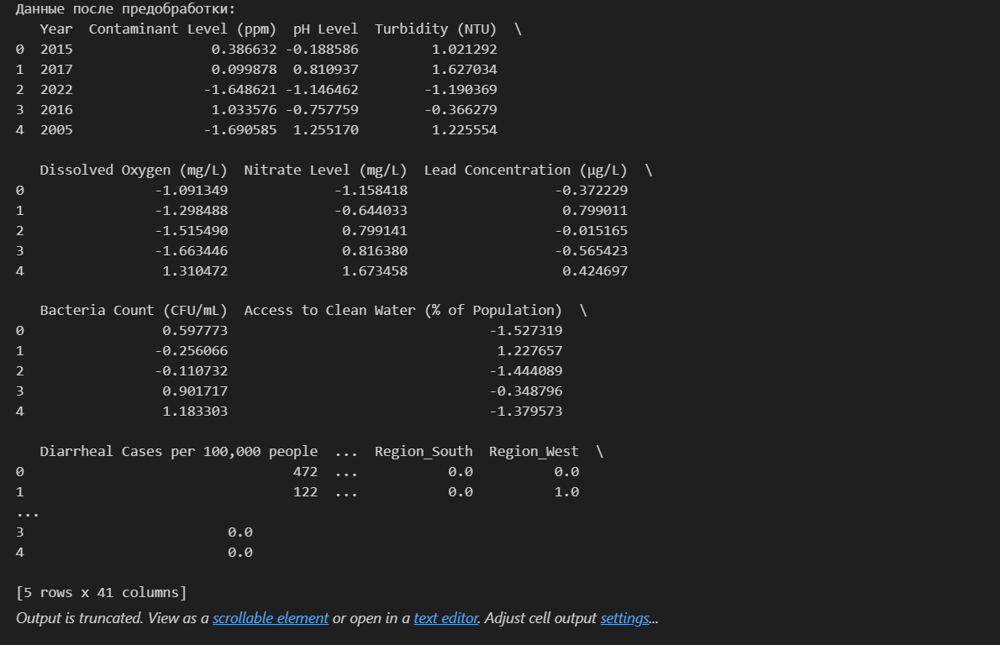 Данные после предобработки:
   Year  Contaminant Level (ppm)  pH Level  Turbidity (NTU)  \
0  2015                 0.386632 -0.188586         1.021292
1  2017                 0.099878  0.810937         1.627034
2  2022                -1.648621 -1.146462        -1.190369
3  2016                 1.033576 -0.757759        -0.366279
4  2005                -1.690585  1.255170         1.225554
   Dissolved Oxygen (mg/L)  Nitrate Level (mg/L)  Lead Concentration (µg/L)  \
0                -1.091349             -1.158418                  -0.372229
1                -1.298488             -0.644033                   0.799011
2                -1.515490              0.799141                  -0.015165
3                -1.663446              0.816380                  -0.565423
4                 1.310472              1.673458                   0.424697
   Bacteria Count (CFU/mL)  Access to Clean Water (% of Population)  \
0                 0.597773                                -1.527319
1                -0.256066                                 1.227657
2                -0.110732                                -1.444089
3                 0.901717                                -0.348796
4                 1.183303                                -1.379573
   Diarrheal Cases per 100,000 people  ...  Region_South  Region_West  \
0                                 472  ...           0.0          0.0
1                                 122  ...           0.0          1.0
...
3                         0.0
4                         0.0
[5 rows x 41 columns]
Output is truncated. View as a scrollable element or open in a text editor. Adjust cell output settings...